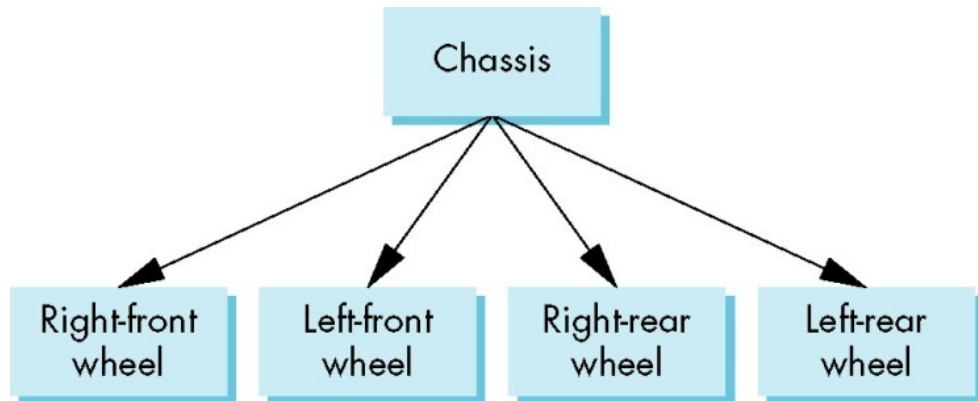 Chassis
Right-front
wheel
Left-front
wheel
Right-rear
wheel
Left-rear
wheel